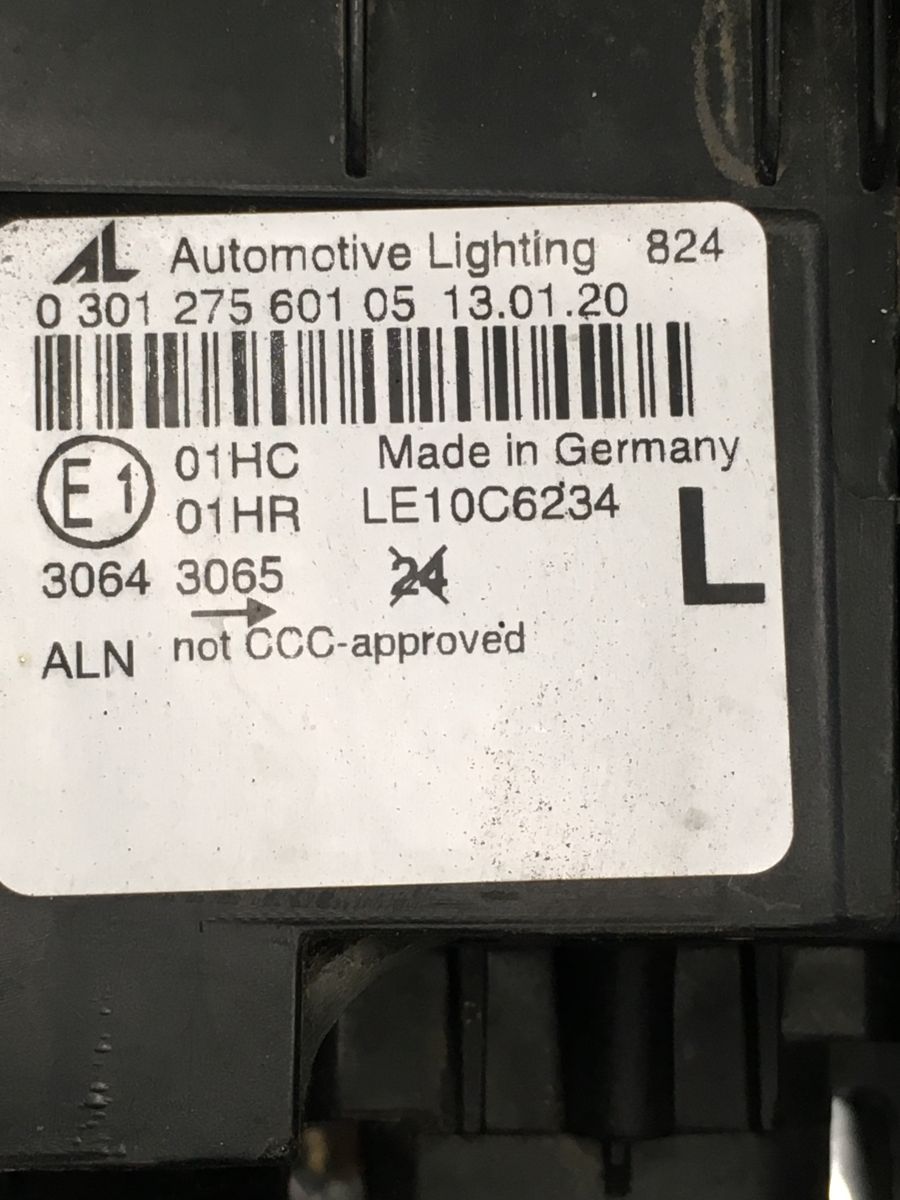 AL Automotive Lighting 824
0 301 275 601 05 13.01.20
E1 01HC Made in Germany
01HR LE10C6234
L
3064 3065 24
ALN not CCC-approved